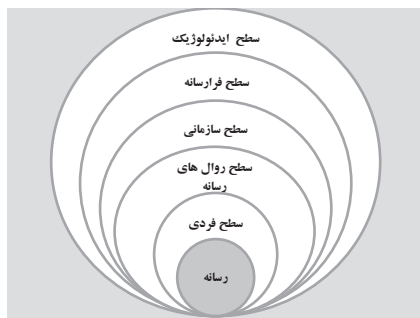 سطح ایدئولوژیک
سطح فرارسانه
سطح سازمانی
سطح روال های
رسانه
سطح فردی
رسانه